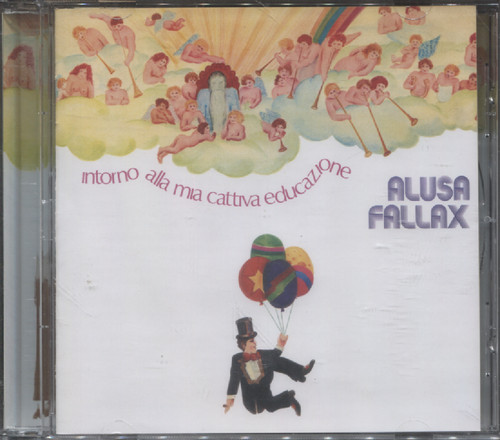 intorno alla mia cattiva educazione
ALUSA
FALLAX